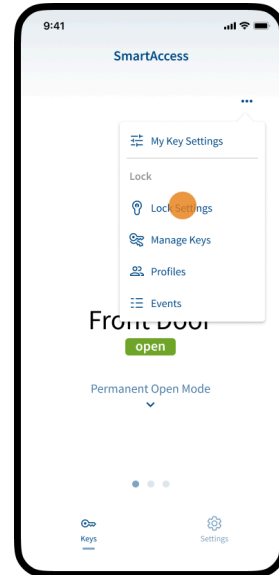 9:41
SmartAccess
My Key Settings
Lock
Lock Settings
Manage Keys
Profiles
Events
Front Door
open
Permanent Open Mode
Keys
Settings